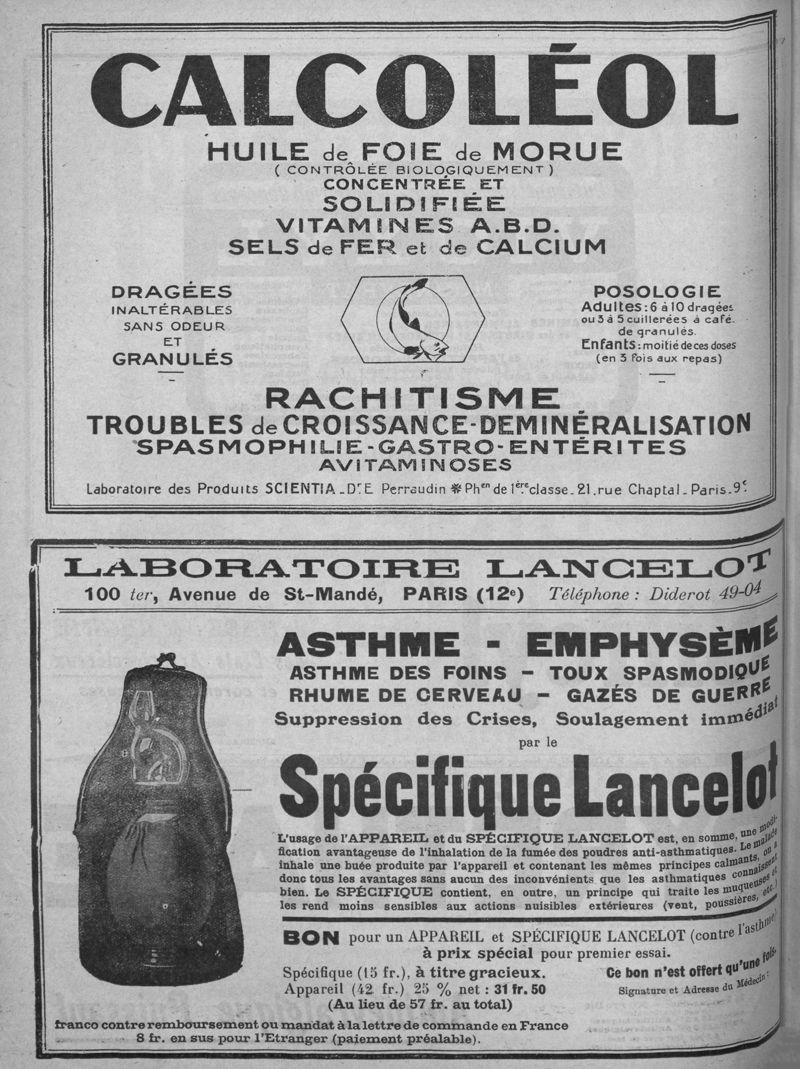 CALCOLÉOL
HUILE de FOIE de MORUE
(CONTRÔLÉE BIOLOGIQUEMENT)
CONCENTRÉE ET
SOLIDIFIÉE
VITAMINES A.B.D.
SELS de FER et de CALCIUM
DRAGÉES
INALTÉRABLES
SANS ODEUR
ET
GRANULÉS
POSOLOGIE
Adultes: 6 à 10 dragées
ou 3 à 5 cuillerées à café.
de granulés.
Enfants: moitié de ces doses
(en 3 fois aux repas)
RACHITISME
TROUBLES de CROISSANCE-DEMINÉRALISATION
SPASMOPHILIE-GASTRO-ENTÉRITES
AVITAMINOSES
Laboratoire des Produits SCIENTIA_Dr. E. Perraudin * Phen de 1ère classe_21, rue Chaptal_Paris_9e
LABORATOIRE LANCELOT
100 ter, Avenue de St-Mandé, PARIS (12e) Téléphone : Diderot 49-04
ASTHME - EMPHYSÈME
ASTHME DES FOINS - TOUX SPASMODIQUE
RHUME DE CERVEAU - GAZÉS DE GUERRE
Suppression des Crises, Soulagement immédiat
par le
Spécifique Lancelot
L'usage de l'APPAREIL et du SPÉCIFIQUE LANCELOT est, en somme, une modi-
fication avantageuse de l'inhalation de la fumée des poudres anti-asthmatiques. Le malade
inhale une buée produite par l'appareil et contenant les mêmes principes calmants, on a
donc tous les avantages sans aucun des inconvénients que les asthmatiques connaissent
bien. Le SPÉCIFIQUE contient, en outre, un principe qui traite les muqueuses et
les rend moins sensibles aux actions nuisibles extérieures (vent, poussières, etc.)
BON pour un APPAREIL et SPÉCIFIQUE LANCELOT (contre l'asthme)
à prix spécial pour premier essai.
Spécifique (15 fr.), à titre gracieux.
Appareil (42 fr.) 25 % net : 31 fr. 50
(Au lieu de 57 fr. au total)
Ce bon n'est offert qu'une fois.
Signature et Adresse du Médecin:
franco contre remboursement ou mandat à la lettre de commande en France
8 fr. en sus pour l'Etranger (paiement préalable).